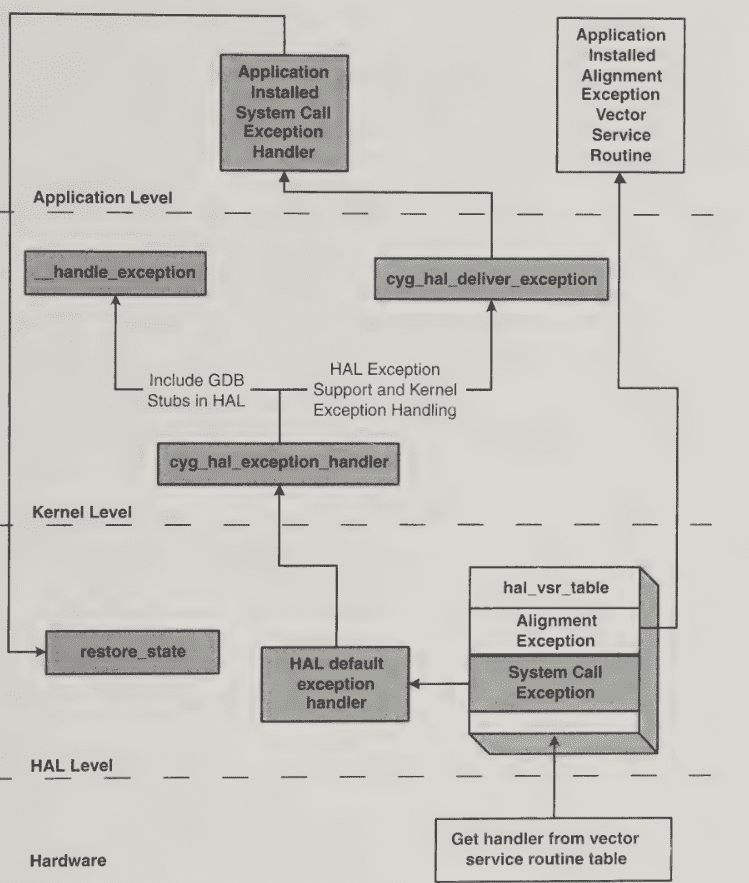 Application
Installed
System Call
Exception
Handler
Application
Installed
Alignment
Exception
Vector
Service
Routine
Application Level
__handle_exception
cyg_hal_deliver_exception
Include GDB
Stubs in HAL
HAL Exception
Support and Kernel
Exception Handling
cyg_hal_exception_handler
Kernel Level
hal_vsr_table
Alignment
Exception
restore_state
HAL default
exception
handler
System Call
Exception
HAL Level
Get handler from vector
service routine table
Hardware